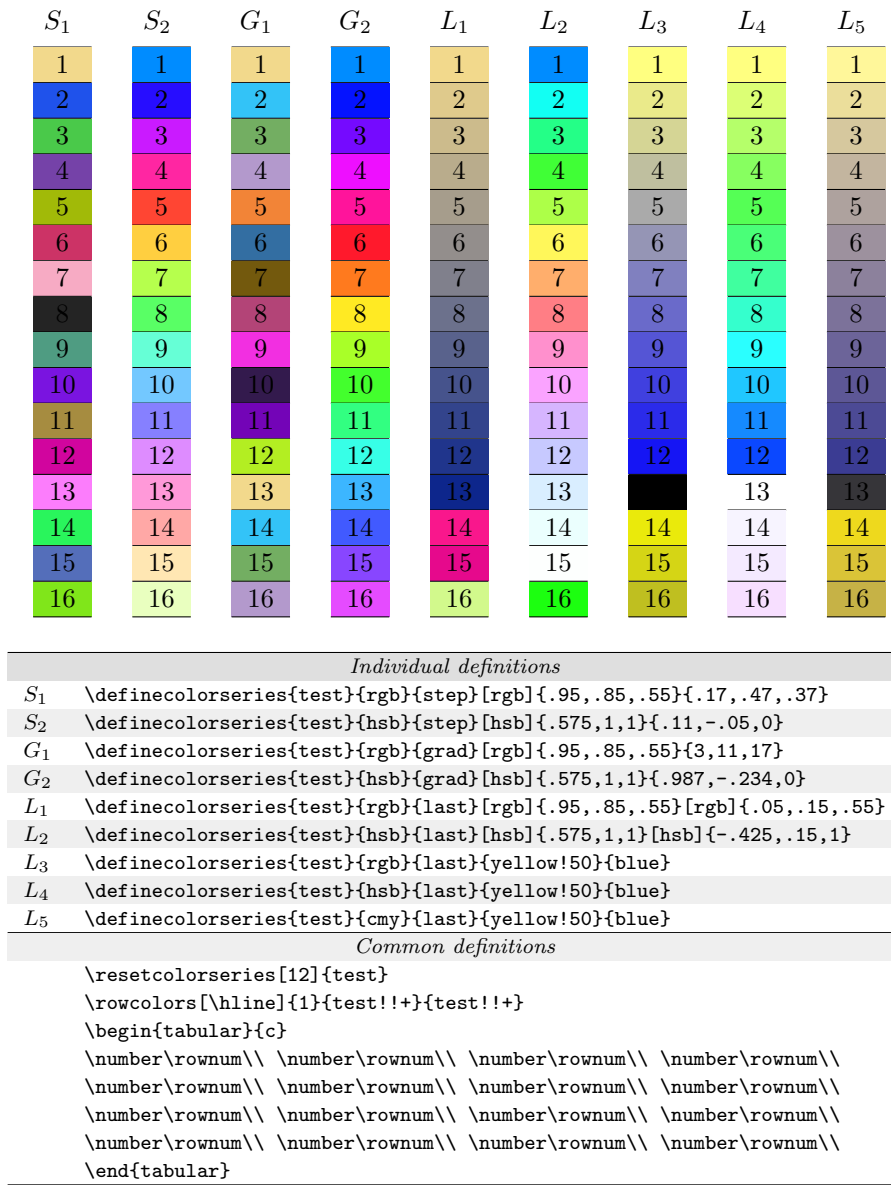 S₁ S₂ G₁ G₂ L₁ L₂ L₃ L₄ L₅
1 1 1 1 1 1 1 1 1
2 2 2 2 2 2 2 2 2
3 3 3 3 3 3 3 3 3
4 4 4 4 4 4 4 4 4
5 5 5 5 5 5 5 5 5
6 6 6 6 6 6 6 6 6
7 7 7 7 7 7 7 7 7
8 8 8 8 8 8 8 8 8
9 9 9 9 9 9 9 9 9
10 10 10 10 10 10 10 10 10
11 11 11 11 11 11 11 11 11
12 12 12 12 12 12 12 12 12
13 13 13 13 13 13 13 13
14 14 14 14 14 14 14 14 14
15 15 15 15 15 15 15 15 15
16 16 16 16 16 16 16 16 16
Individual definitions
S₁ \definecolorseries{test}{rgb}{step}[rgb]{.95,.85,.55}{.17,.47,.37}
S₂ \definecolorseries{test}{hsb}{step}[hsb]{.575,1,1}{.11,-.05,0}
G₁ \definecolorseries{test}{rgb}{grad}[rgb]{.95,.85,.55}{3,11,17}
G₂ \definecolorseries{test}{hsb}{grad}[hsb]{.575,1,1}{.987,-.234,0}
L₁ \definecolorseries{test}{rgb}{last}[rgb]{.95,.85,.55}[rgb]{.05,.15,.55}
L₂ \definecolorseries{test}{hsb}{last}[hsb]{.575,1,1}[hsb]{-.425,.15,1}
L₃ \definecolorseries{test}{rgb}{last}{yellow!50}{blue}
L₄ \definecolorseries{test}{hsb}{last}{yellow!50}{blue}
L₅ \definecolorseries{test}{cmy}{last}{yellow!50}{blue}
Common definitions
\resetcolorseries[12]{test}
\rowcolors[\hline]{1}{test!!+}{test!!+}
\begin{tabular}{c}
\number\rownum\\ \number\rownum\\ \number\rownum\\ \number\rownum\\
\number\rownum\\ \number\rownum\\ \number\rownum\\ \number\rownum\\
\number\rownum\\ \number\rownum\\ \number\rownum\\ \number\rownum\\
\number\rownum\\ \number\rownum\\ \number\rownum\\ \number\rownum\\
\end{tabular}